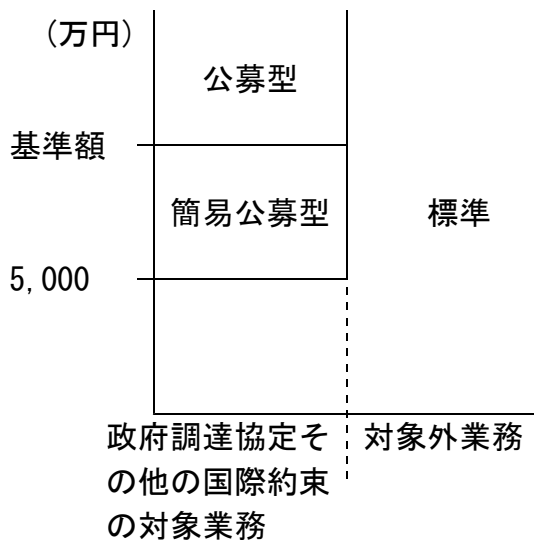 (万円)
公募型
基準額
簡易公募型
標準
5,000
政府調達協定そ
の他の国際約束
の対象業務
対象外業務